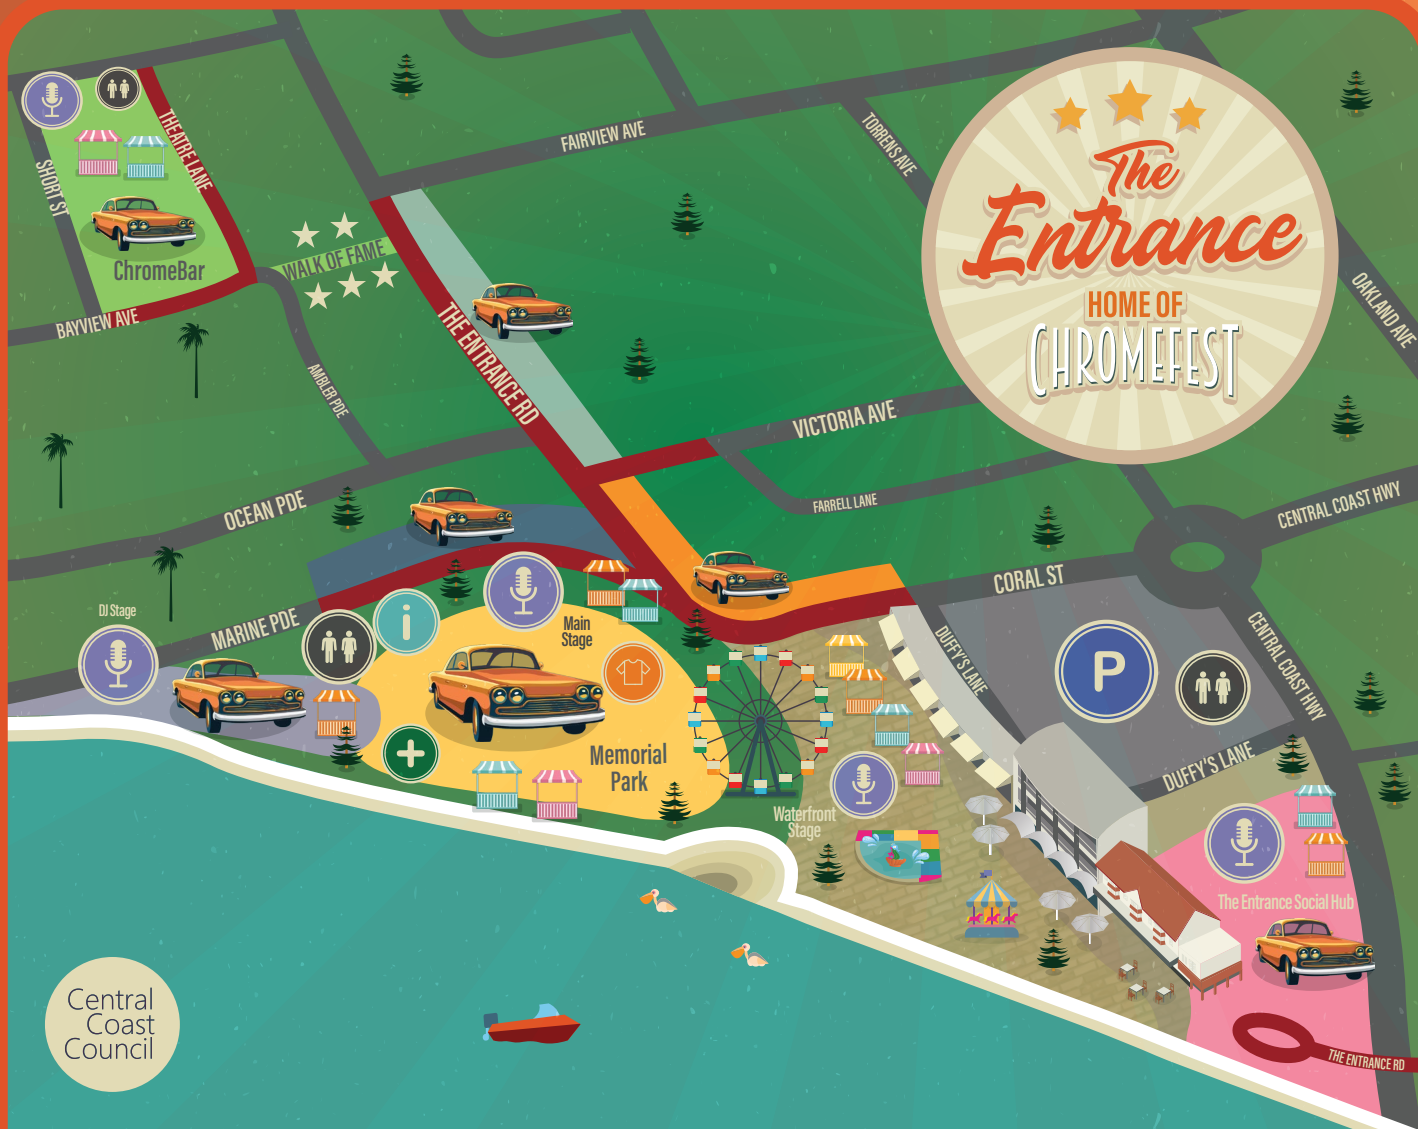 The
Entrance
HOME OF
CHROMEFEST
THEATRE LANE
SHORT ST
ChromeBar
BAYVIEW AVE
WALK OF FAME
AMBLER PDE
FAIRVIEW AVE
TORRENS AVE
OAKLAND AVE
THE ENTRANCE RD
VICTORIA AVE
FARRELL LANE
CENTRAL COAST HWY
OCEAN PDE
CORAL ST
MARINE PDE
DJ Stage
i
Main
Stage
Memorial
Park
DUFFY'S LANE
P
CENTRAL COAST HWY
DUFFY'S LANE
Waterfront
Stage
The Entrance Social Hub
THE ENTRANCE RD
Central
Coast
Council